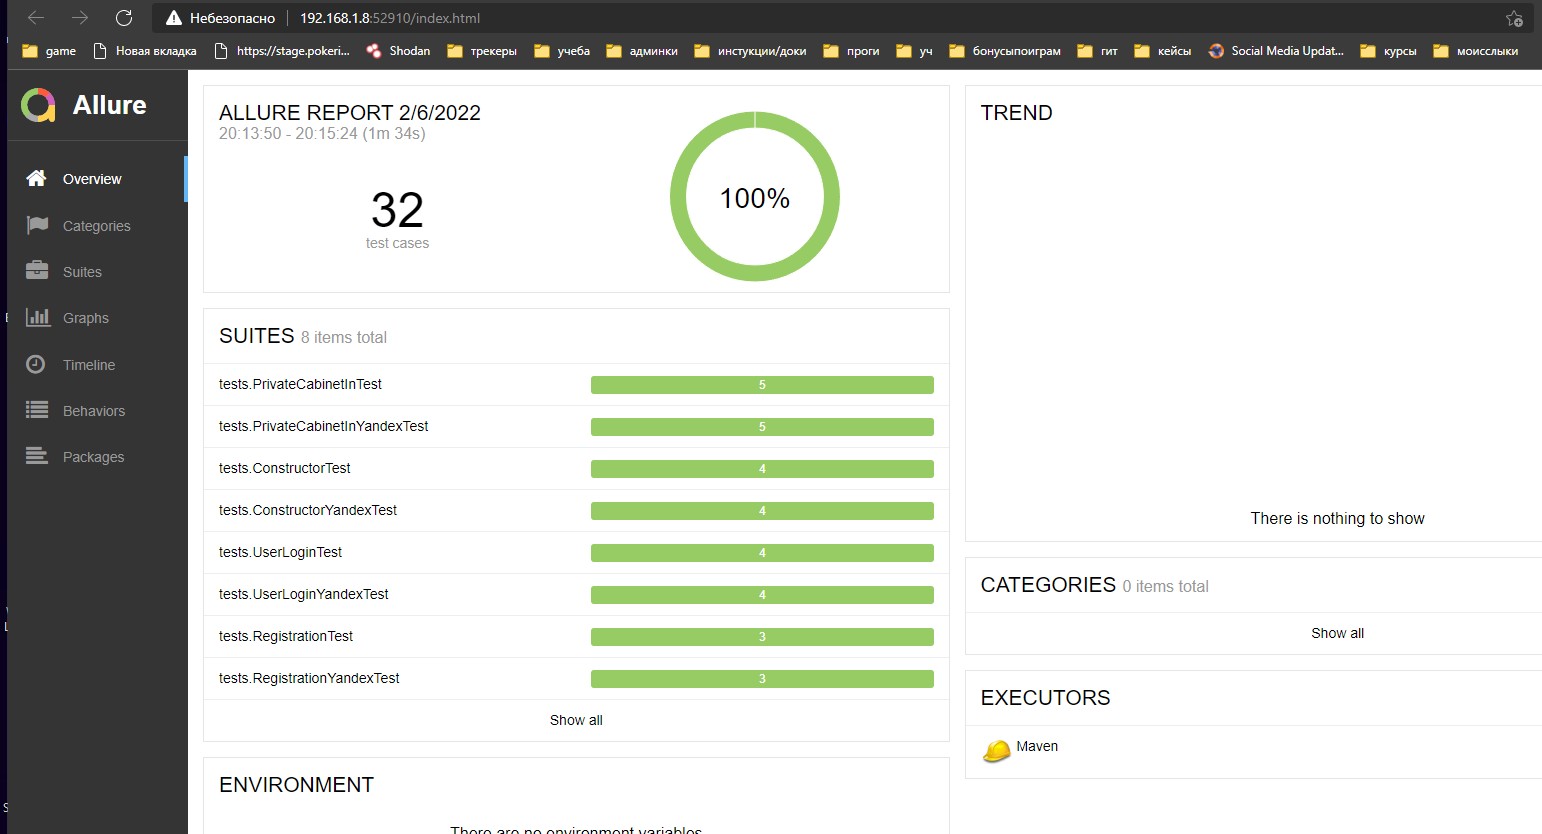 Небезопасно 192.168.1.8:52910/index.html
game Новая вкладка https://stage.pokeri... Shodan трекеры учеба админки инстукции/доки проги уч бонусыпоиграм гит кейсы Social Media Updat... курсы моисслыки
Allure
Overview
Categories
Suites
Graphs
Timeline
Behaviors
Packages
ALLURE REPORT 2/6/2022
20:13:50 - 20:15:24 (1m 34s)
32
test cases
100%
SUITES 8 items total
tests.PrivateCabinetInTest 5
tests.PrivateCabinetInYandexTest 5
tests.ConstructorTest 4
tests.ConstructorYandexTest 4
tests.UserLoginTest 4
tests.UserLoginYandexTest 4
tests.RegistrationTest 3
tests.RegistrationYandexTest 3
Show all
ENVIRONMENT
There are no environment variables
TREND
There is nothing to show
CATEGORIES 0 items total
Show all
EXECUTORS
Maven